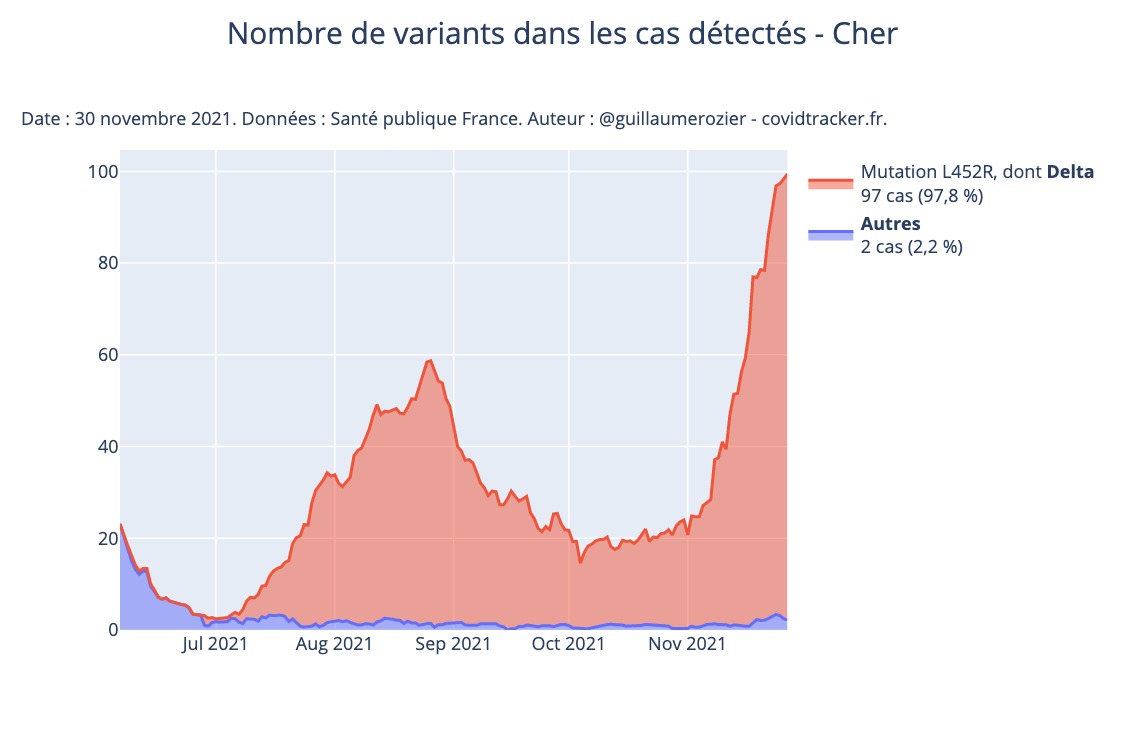 Nombre de variants dans les cas détectés - Cher
Date : 30 novembre 2021. Données : Santé publique France. Auteur : @guillaumerozier - covidtracker.fr.
100
80
60
40
20
0
Jul 2021
Aug 2021
Sep 2021
Oct 2021
Nov 2021
Mutation L452R, dont Delta
97 cas (97,8 %)
Autres
2 cas (2,2 %)